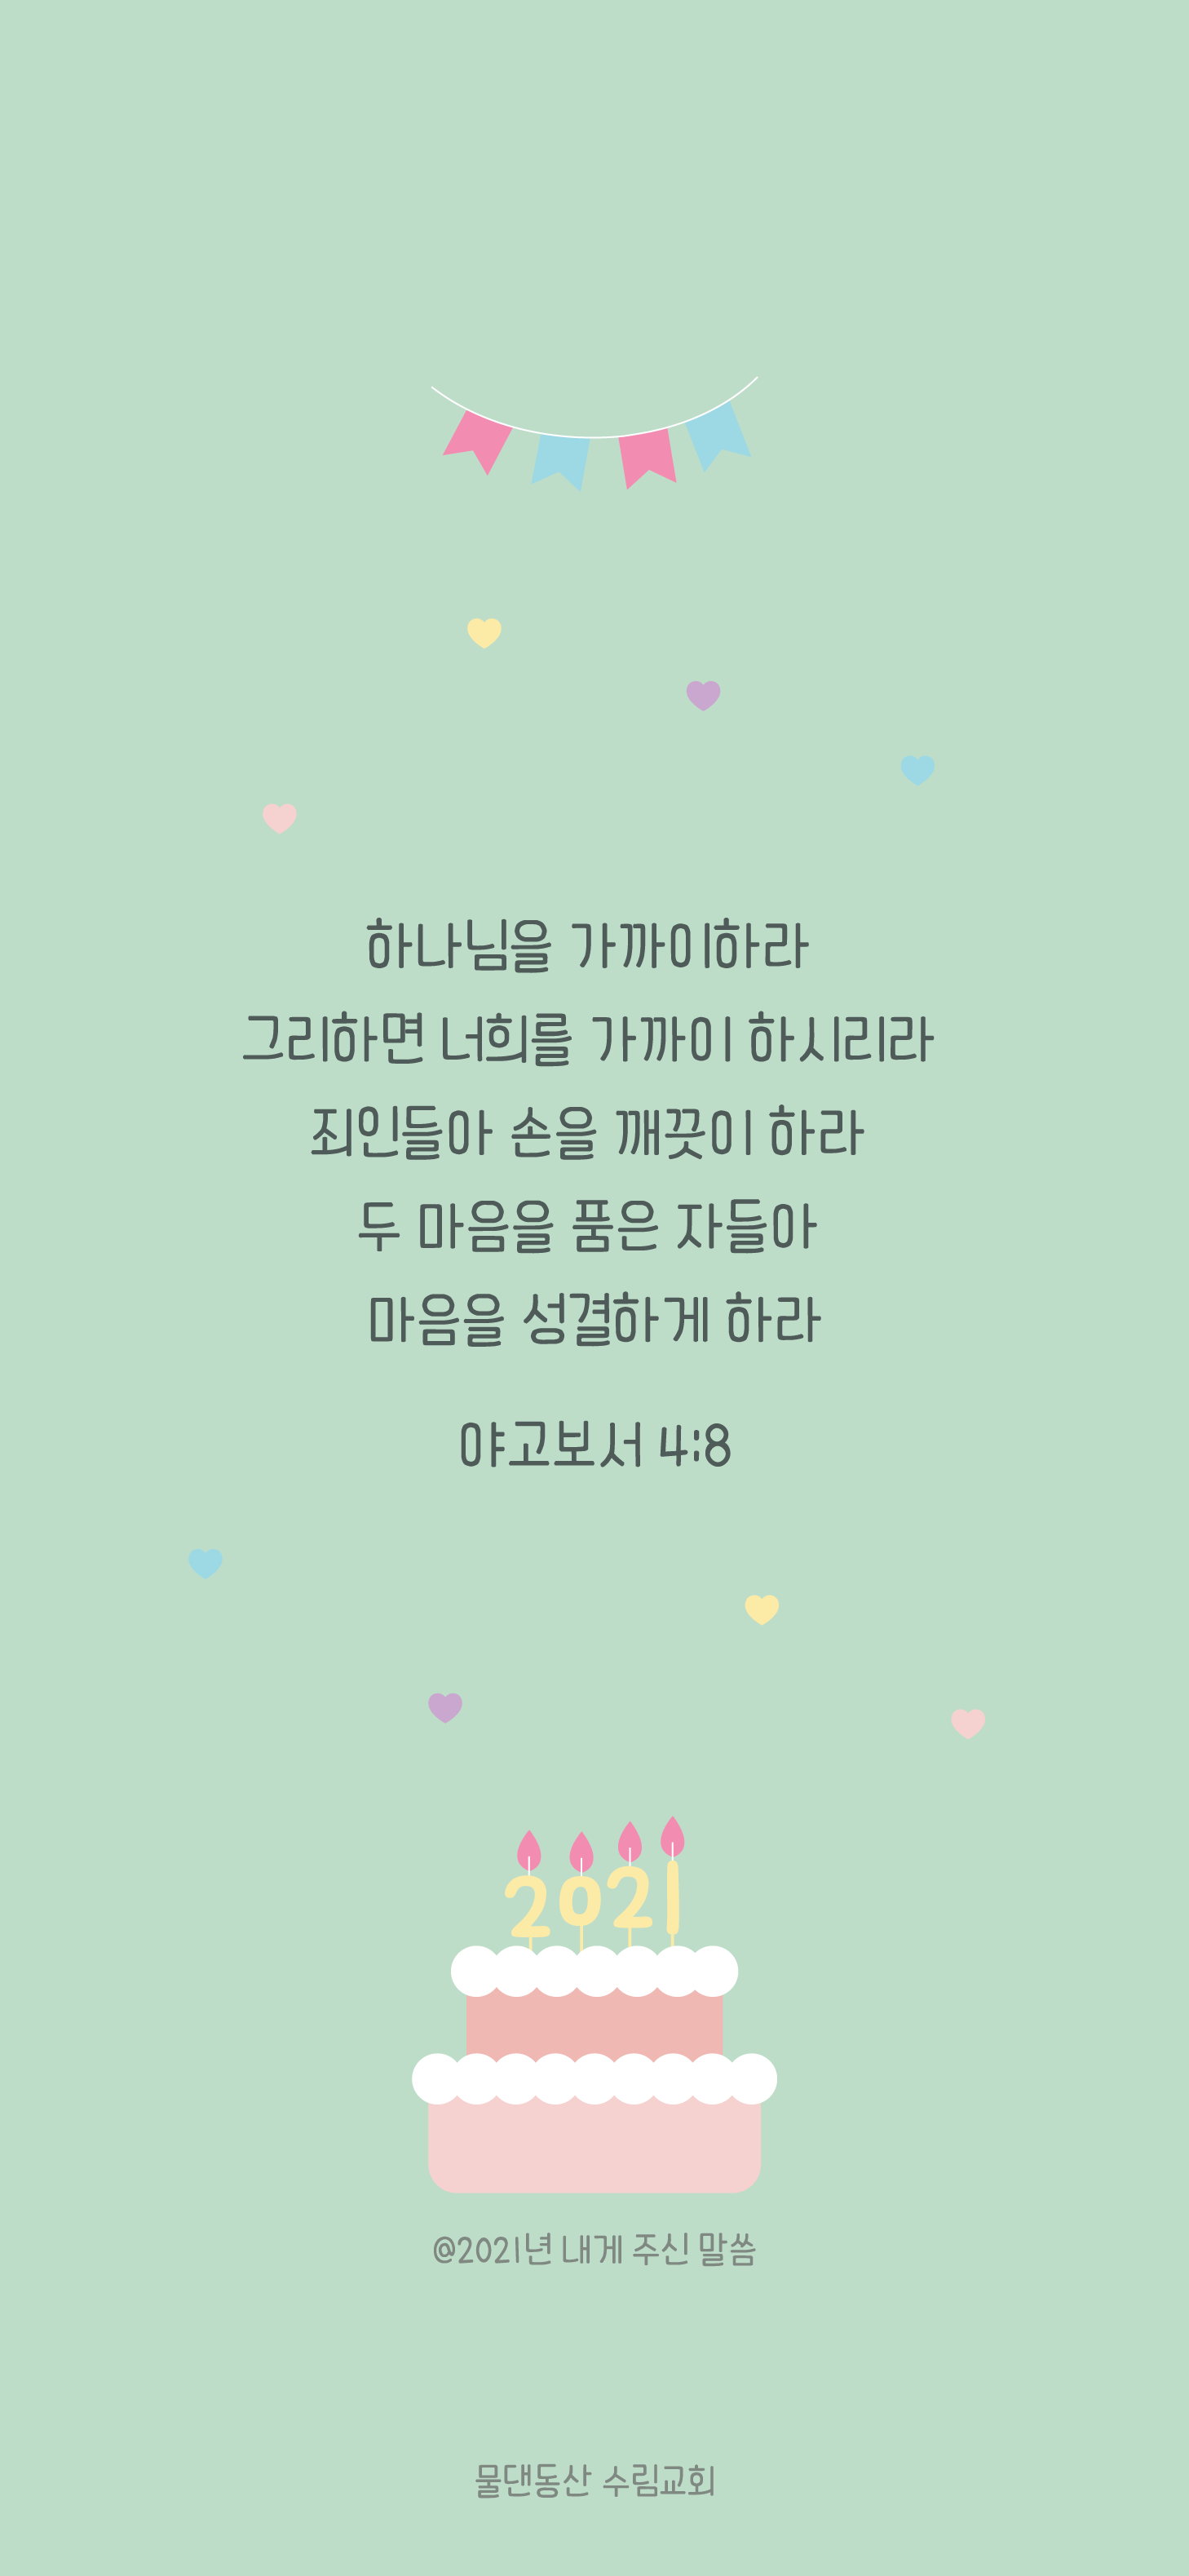 하나님을 가까이하라
그리하면 너희를 가까이 하시리라
죄인들아 손을 깨끗이 하라
두 마음을 품은 자들아
마음을 성결하게 하라
야고보서 4:8
2021
@2021년 내게 주신 말씀
물댄동산 수림교회